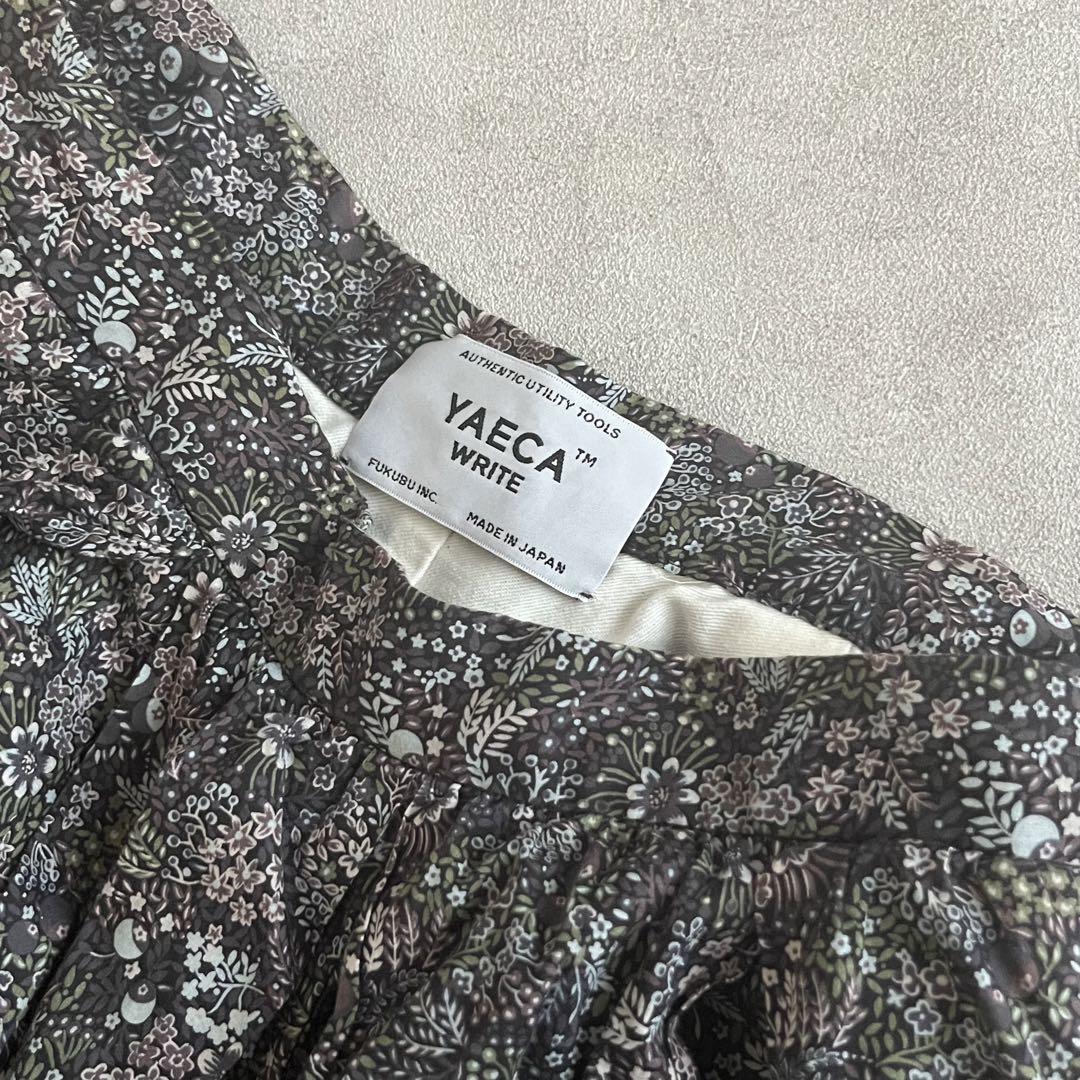 AUTHENTIC UTILITY TOOLS
YAECA™
WRITE
FUKUBU INC.
MADE IN JAPAN